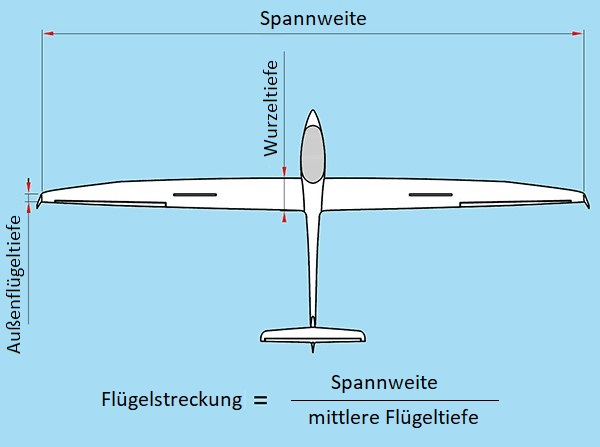 Spannweite
Wurzeltiefe
Außenflügeltiefe
Flügelstreckung = Spannweite
mittlere Flügeltiefe